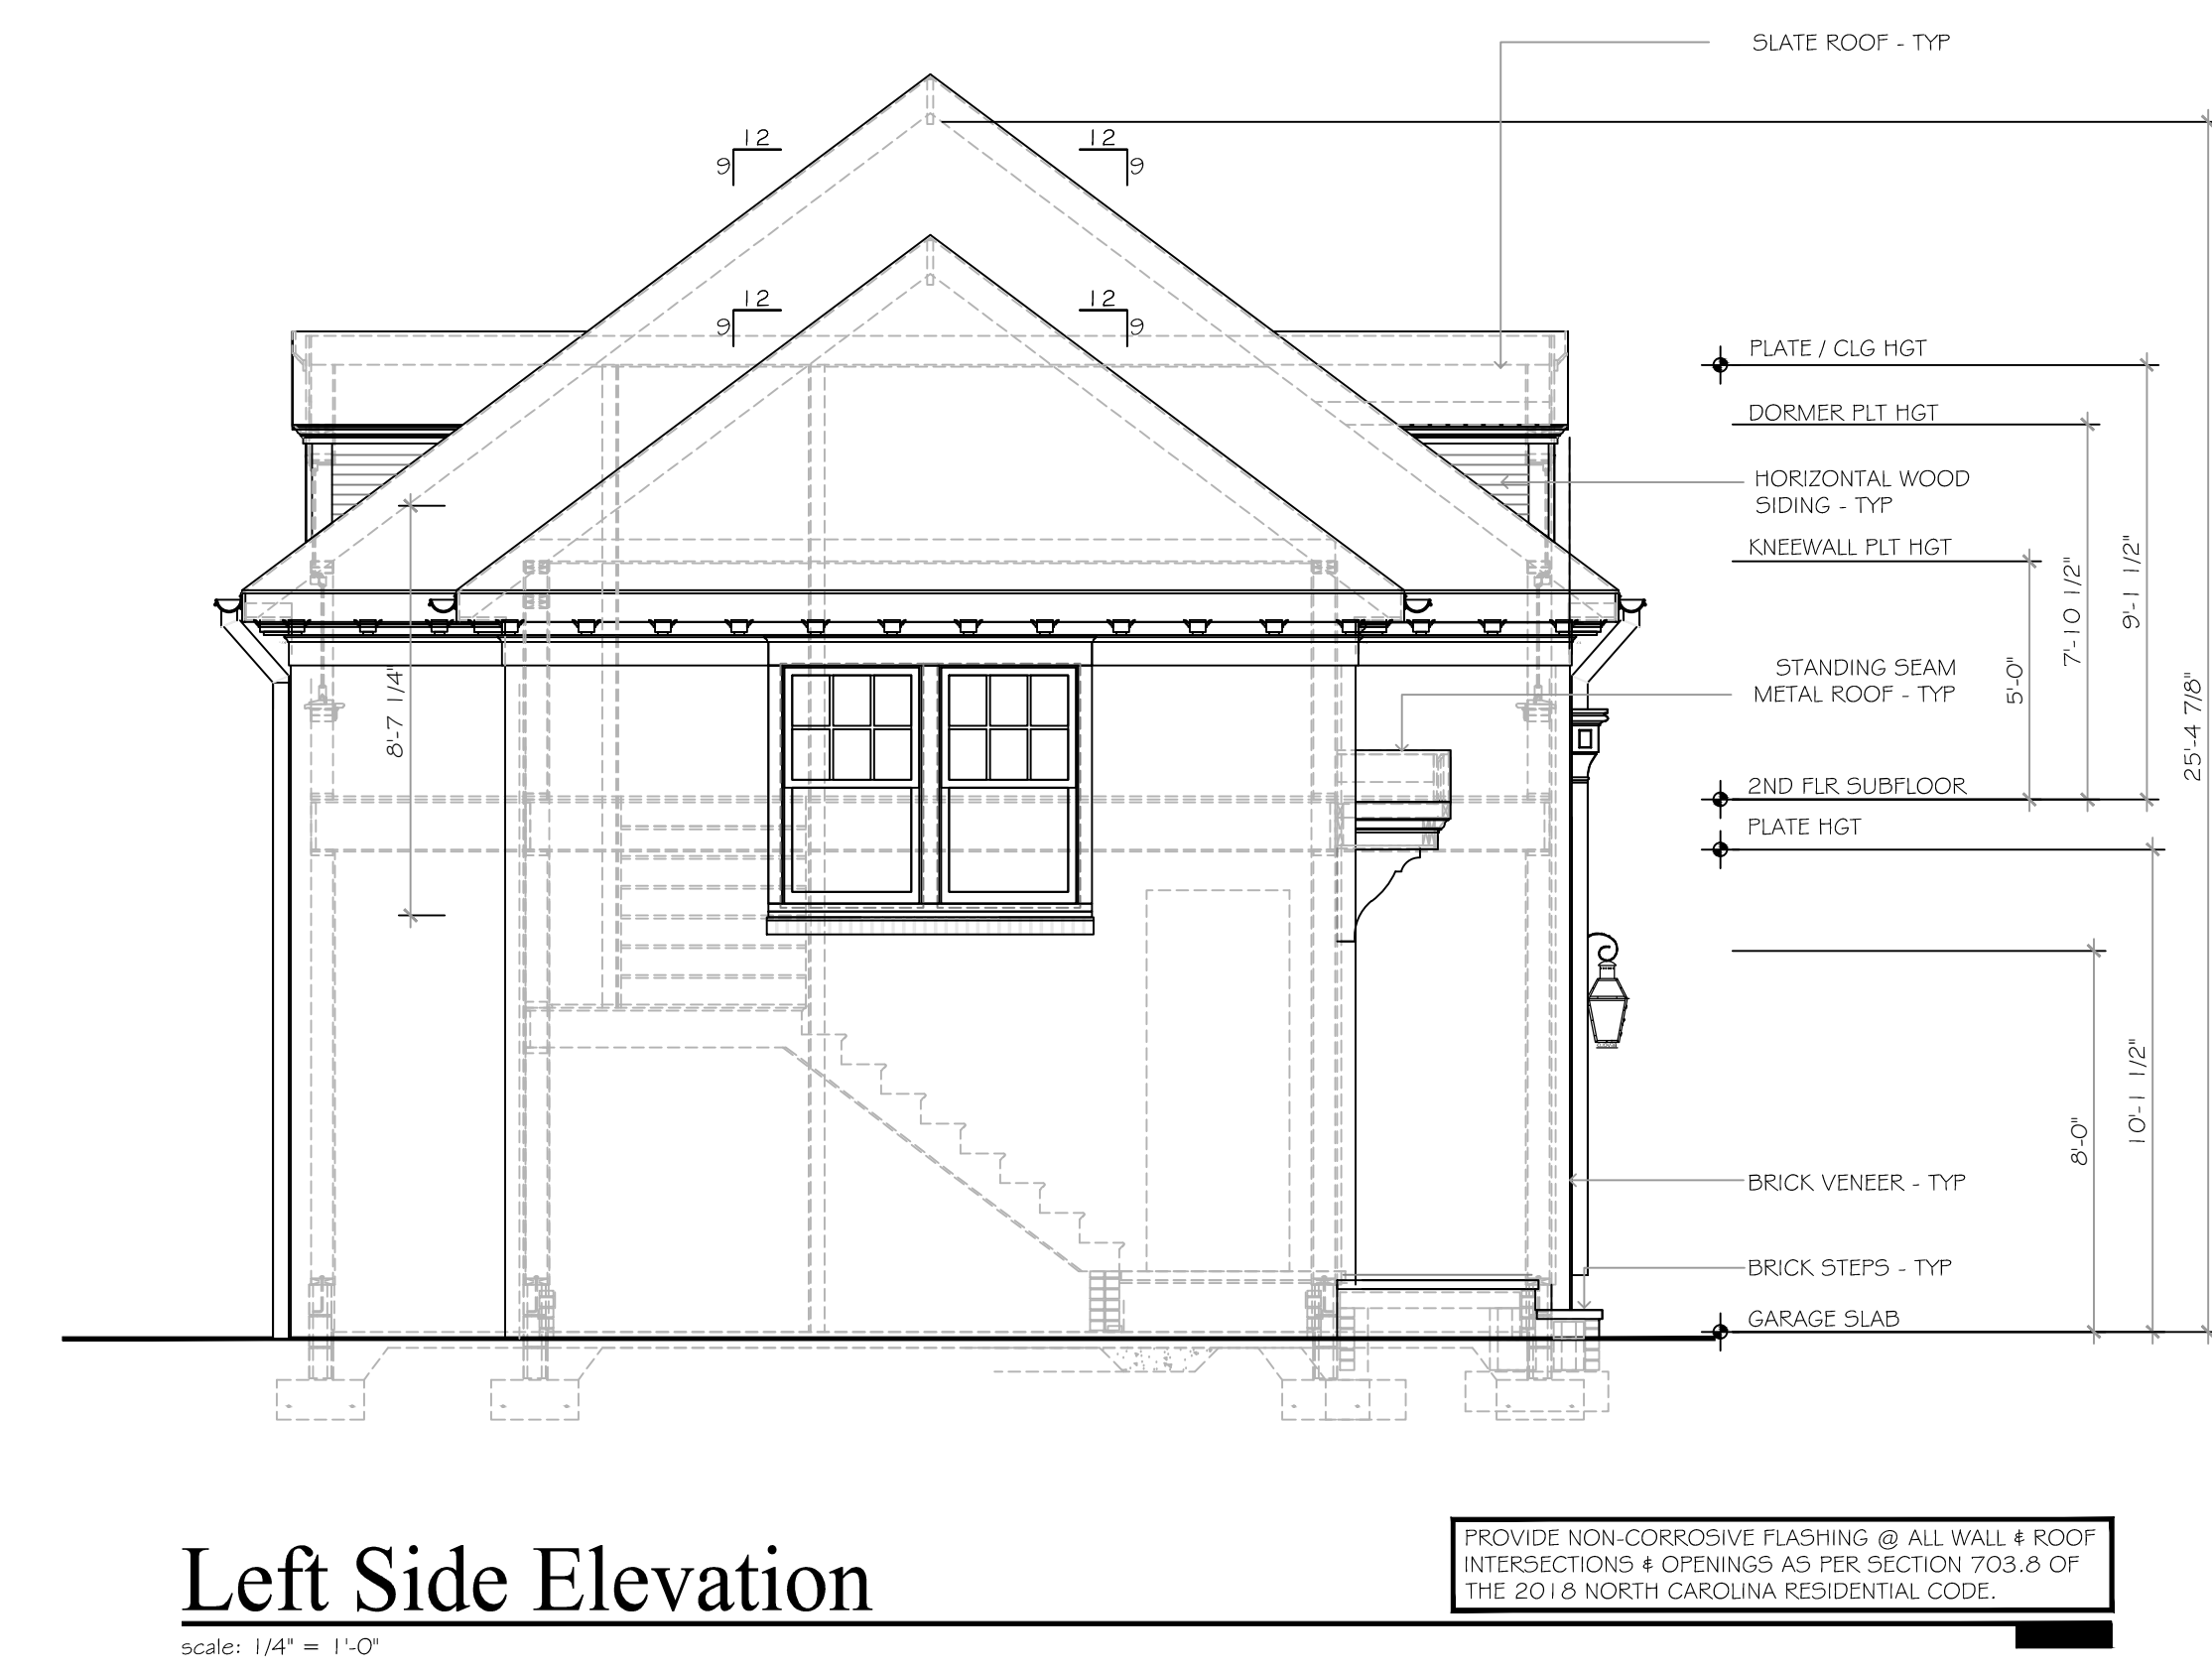 SLATE ROOF - TYP
12
9
12
9
12
9
12
9
PLATE / CLG HGT
DORMER PLT HGT
HORIZONTAL WOOD
SIDING - TYP
KNEEWALL PLT HGT
STANDING SEAM
METAL ROOF - TYP
2ND FLR SUBFLOOR
PLATE HGT
BRICK VENEER - TYP
BRICK STEPS - TYP
GARAGE SLAB
8'-7 1/4"
5'-0"
7'-10 1/2"
9'-1 1/2"
25'-4 7/8"
8'-0"
10'-1 1/2"
Left Side Elevation
scale: 1/4" = 1'-0"
PROVIDE NON-CORROSIVE FLASHING @ ALL WALL & ROOF
INTERSECTIONS & OPENINGS AS PER SECTION 703.8 OF
THE 2018 NORTH CAROLINA RESIDENTIAL CODE.